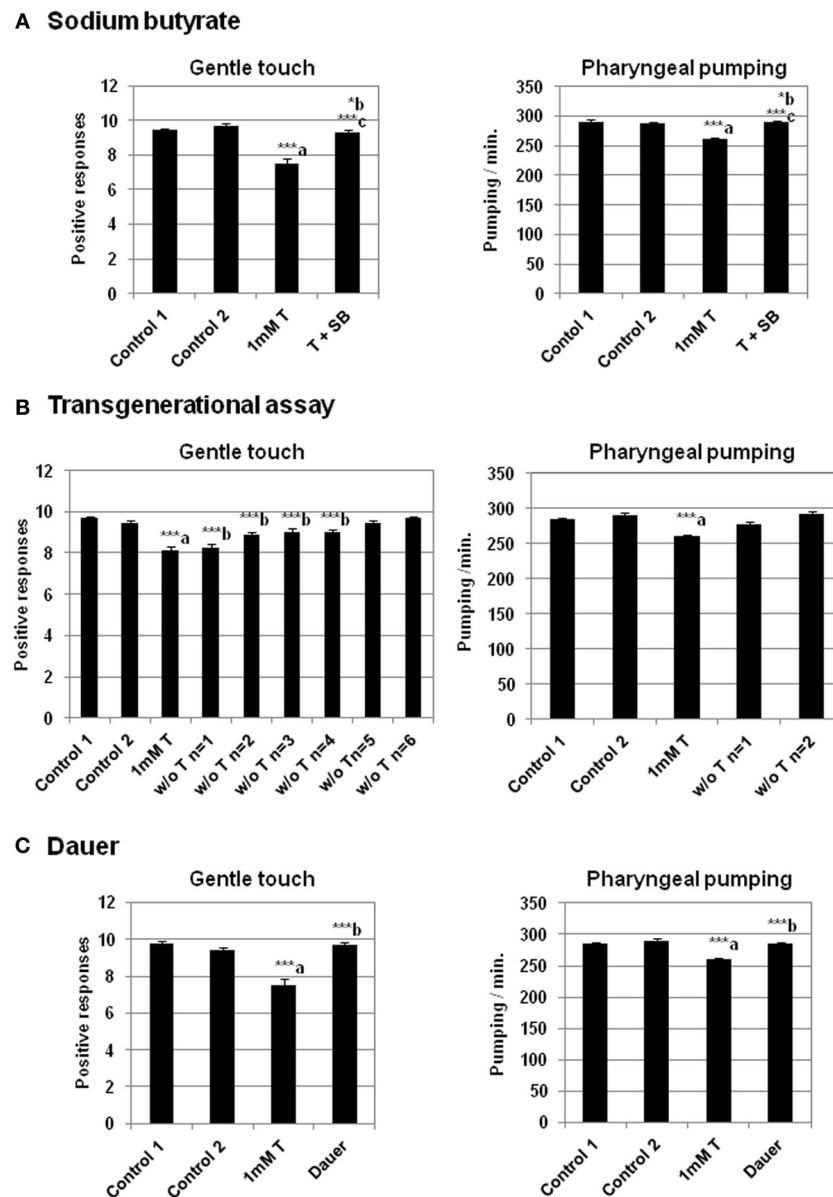 A Sodium butyrate
Gentle touch
Positive responses
12
10
8
6
4
2
0
***a
*b
***c
Control 1
Control 2
1mM T
T + SB
Pharyngeal pumping
Pumping / min.
350
300
250
200
150
100
50
0
***a
*b
***c
Contol 1
Control 2
1mM T
T + SB
B Transgenerational assay
Gentle touch
Positive responses
12
10
8
6
4
2
0
***a
***b
***b
***b
***b
Control 1
Control 2
1mM T
w/o T n=1
w/o T n=2
w/o T n=3
w/o T n=4
w/o Tn=5
w/o T n=6
Pharyngeal pumping
Pumping /min.
350
300
250
200
150
100
50
0
***a
Control 1
Control 2
1mM T
w/o T n=1
w/o T n=2
C Dauer
Gentle touch
Positive responses
12
10
8
6
4
2
0
***a
***b
Control 1
Control 2
1mM T
Dauer
Pharyngeal pumping
Pumping / min.
350
300
250
200
150
100
50
0
***a
***b
Control 1
Control 2
1mM T
Dauer